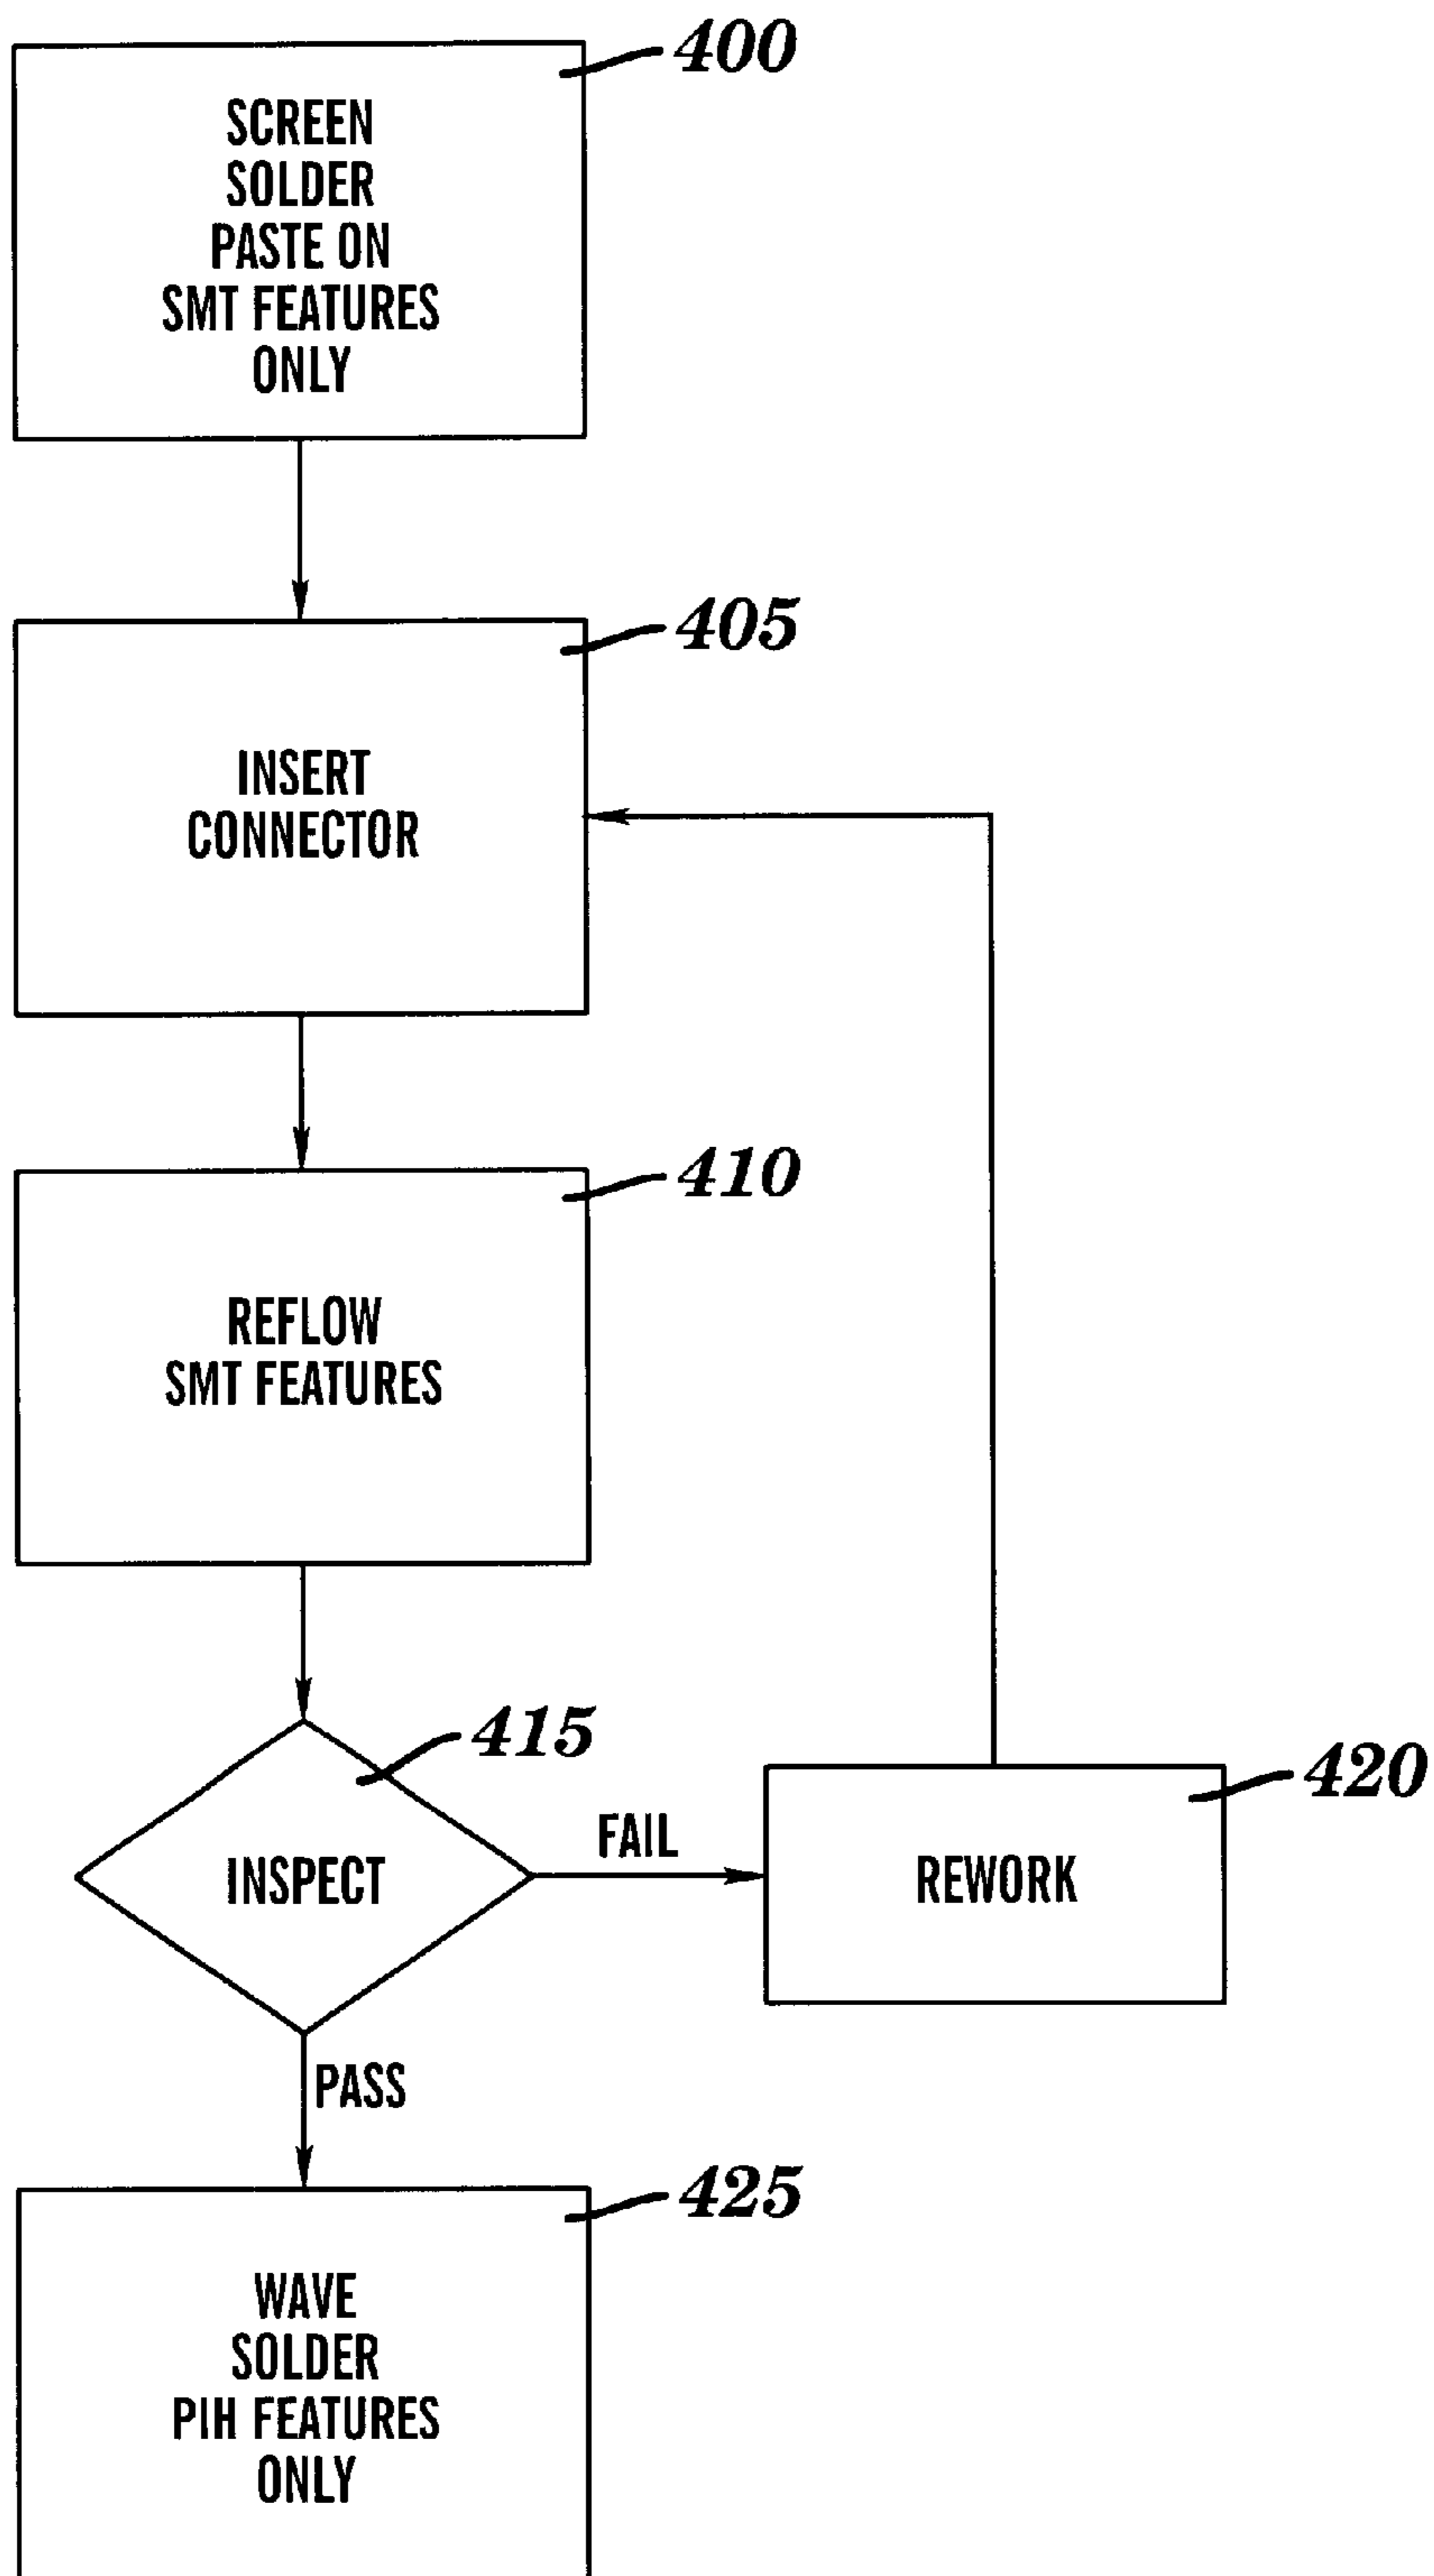 400
SCREEN
SOLDER
PASTE ON
SMT FEATURES
ONLY
405
INSERT
CONNECTOR
410
REFLOW
SMT FEATURES
415
INSPECT
FAIL
420
REWORK
PASS
425
WAVE
SOLDER
PIH FEATURES
ONLY